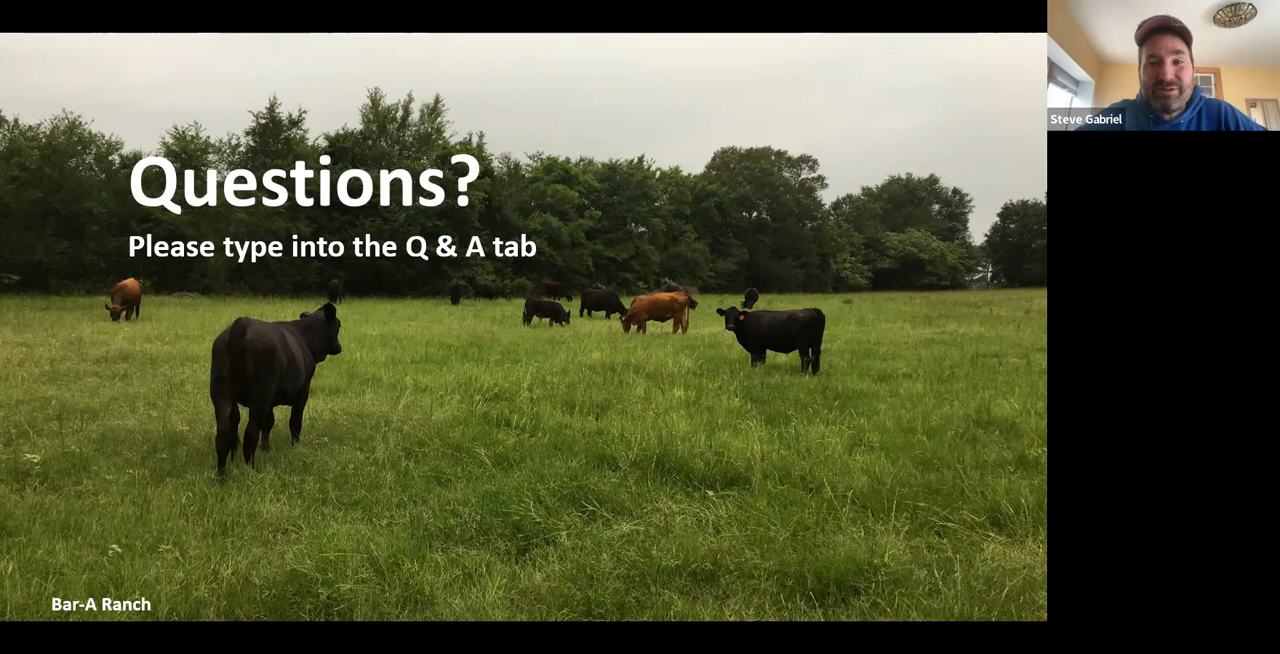 Questions?
Please type into the Q & A tab
Bar-A Ranch
Steve Gabriel